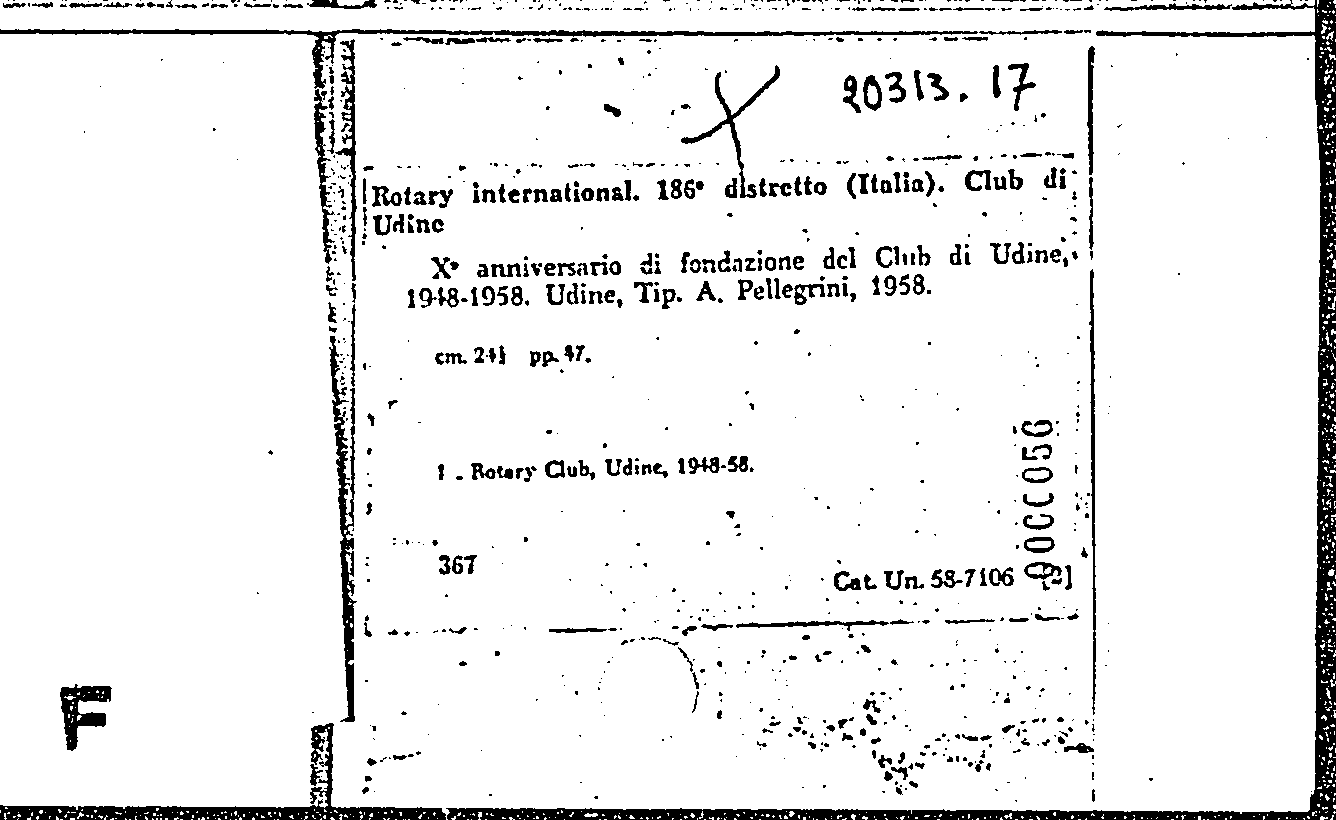 20313.17
Rotary international. 186° distretto (Italia). Club di
Udine
X° anniversario di fondazione del Club di Udine,
1948-1958. Udine, Tip. A. Pellegrini, 1958.
cm. 24½ pp. 47.
1 - Rotary Club, Udine, 1948-58.
367
Cat. Un. 58-7106 [2]
000C056
F